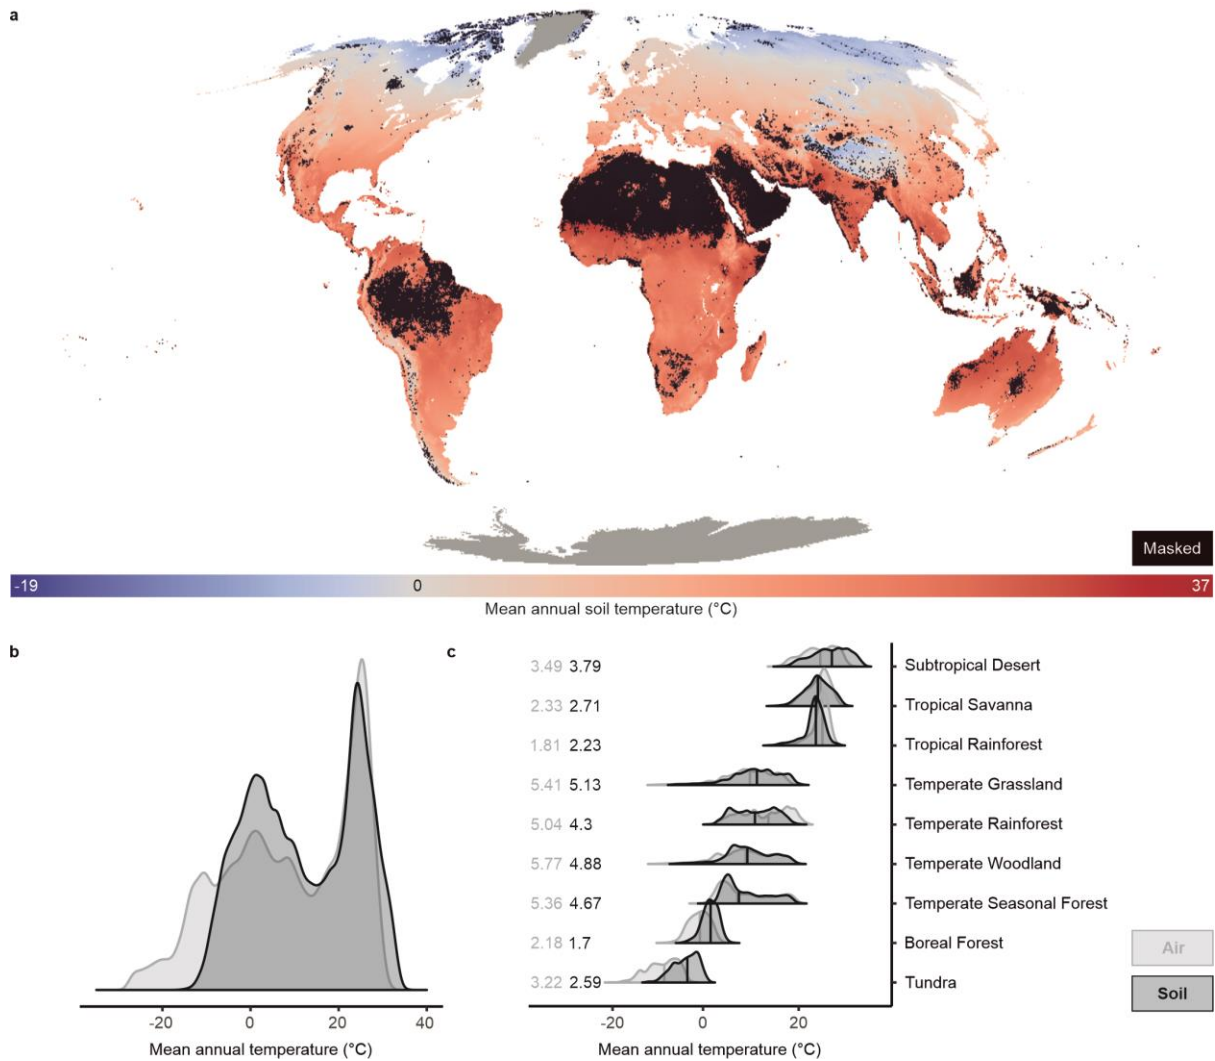 a
Masked
-19 0 37
Mean annual soil temperature (°C)
b
c
3.49 3.79 Subtropical Desert
2.33 2.71 Tropical Savanna
1.81 2.23 Tropical Rainforest
5.41 5.13 Temperate Grassland
5.04 4.3 Temperate Rainforest
5.77 4.88 Temperate Woodland
5.36 4.67 Temperate Seasonal Forest
2.18 1.7 Boreal Forest
3.22 2.59 Tundra
Air
Soil
-20 0 20 40
Mean annual temperature (°C)
-20 0 20
Mean annual temperature (°C)